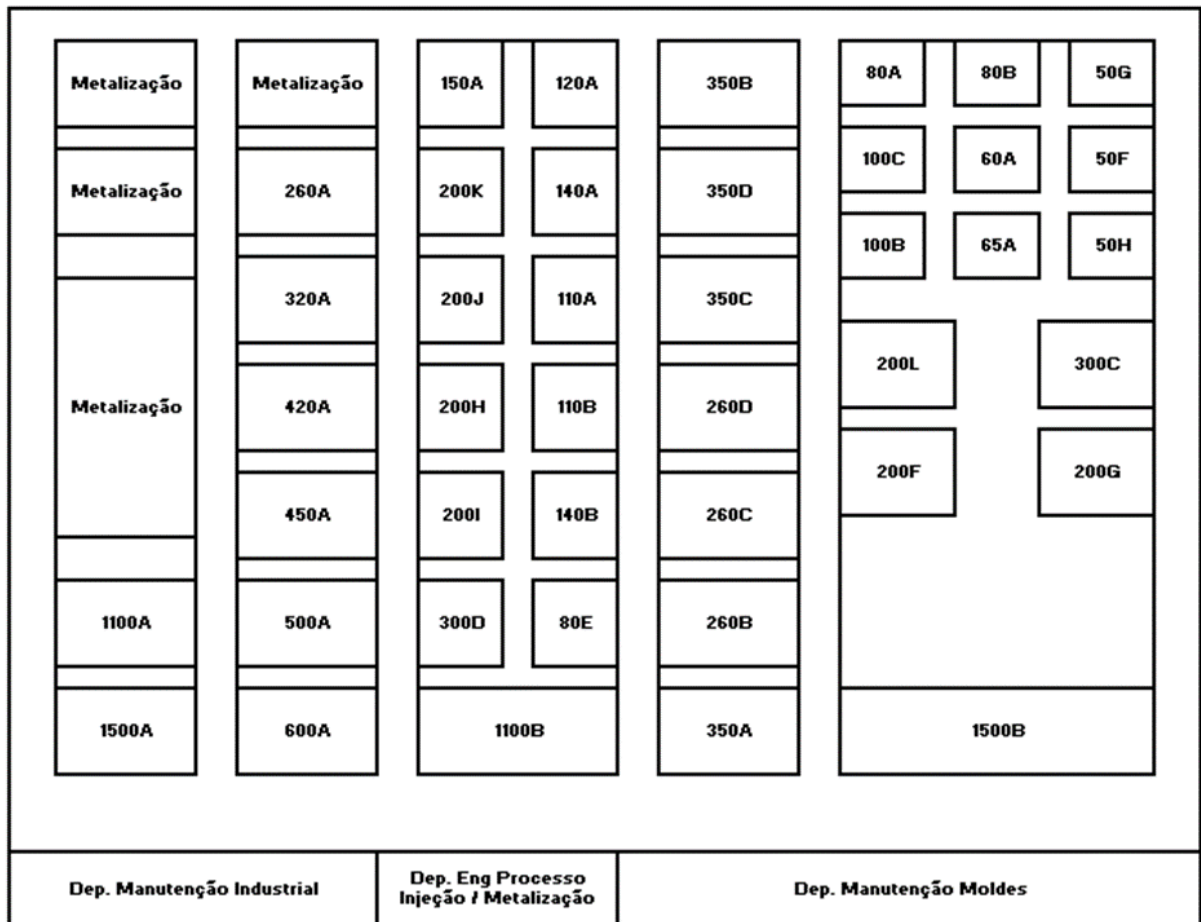 Metalização
Metalização
Metalização
1100A
1500A
Metalização
260A
320A
420A
450A
500A
600A
150A
120A
200K
140A
200J
110A
200H
110B
200I
140B
300D
80E
1100B
350B
350D
350C
260D
260C
260B
350A
80A
80B
50G
100C
60A
50F
100B
65A
50H
200L
300C
200F
200G
1500B
Dep. Manutenção Industrial
Dep. Eng Processo
Injeção / Metalização
Dep. Manutenção Moldes